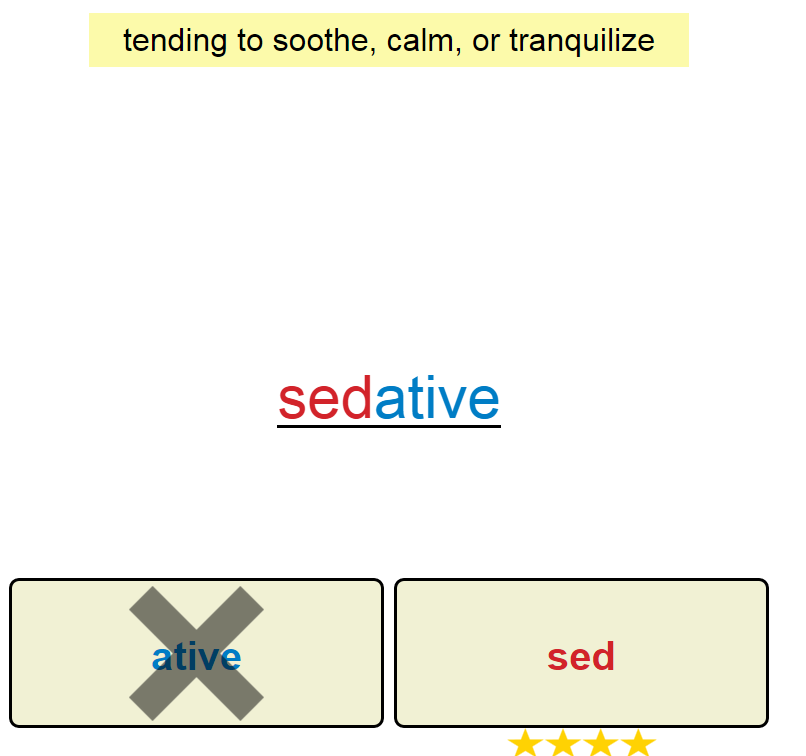 tending to soothe, calm, or tranquilize
sedative
ative
sed